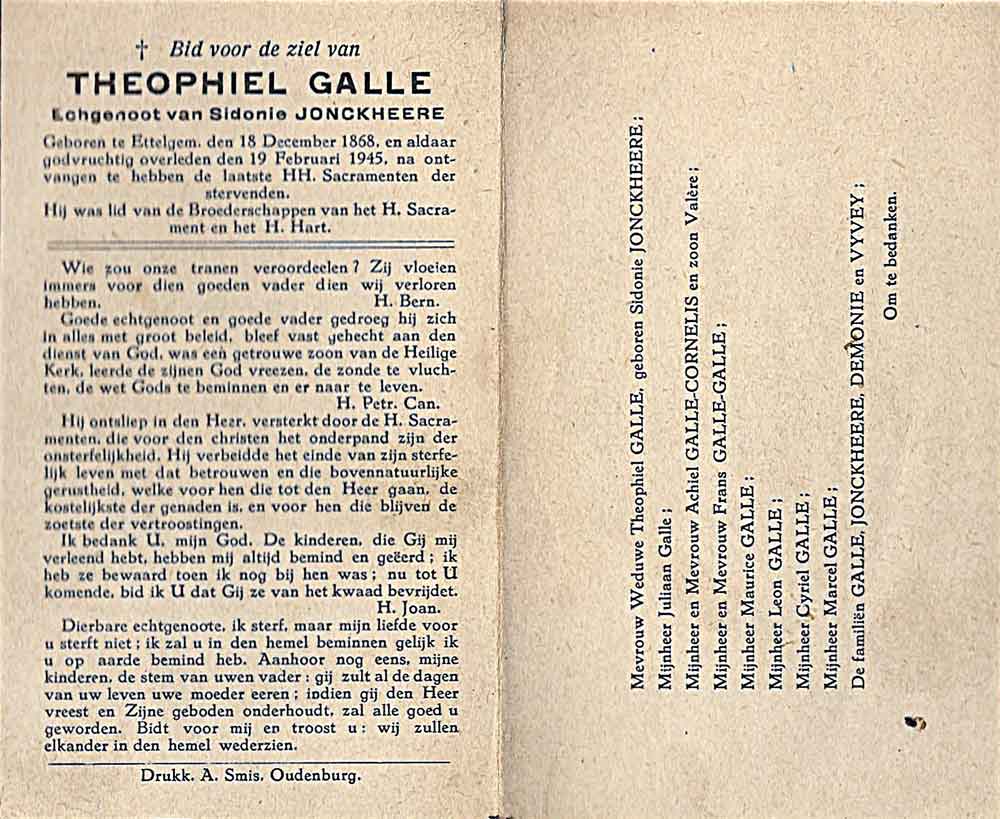 † Bid voor de ziel van
THEOPHIEL GALLE
Echgenoot van Sidonie JONCKHEERE
Geboren te Ettelgem, den 18 December 1868, en aldaar
godvruchtig overleden den 19 Februari 1945, na ont-
vangen te hebben de laatste HH. Sacramenten der
stervenden.
Hij was lid van de Broederschappen van het H. Sacra-
ment en het H. Hart.
Wie zou onze tranen veroordeelen ? Zij vloeien
immers voor dien goeden vader dien wij verloren
hebben. H. Bern.
Goede echtgenoot en goede vader gedroeg hij zich
in alles met groot beleid, bleef vast gehecht aan den
dienst van God, was een getrouwe zoon van de Heilige
Kerk, leerde de zijnen God vreezen, de zonde te vluch-
ten, de wet Gods te beminnen en er naar te leven.
H. Petr. Can.
Hij ontsliep in den Heer, versterkt door de H. Sacra-
menten, die voor den christen het onderpand zijn der
onsterfelijkheid. Hij verbeidde het einde van zijn sterfe-
lijk leven met dat betrouwen en die bovennatuurlijke
gerustheid, welke voor hen die tot den Heer gaan, de
kostelijkste der genaden is, en voor hen die blijven de
zoetste der vertroostingen.
Ik bedank U, mijn God. De kinderen, die Gij mij
verleend hebt, hebben mij altijd bemind en geëerd ; ik
heb ze bewaard toen ik nog bij hen was ; nu tot U
komende, bid ik U dat Gij ze van het kwaad bevrijdet.
H. Joan.
Dierbare echtgenoote, ik sterf, maar mijn liefde voor
u sterft niet ; ik zal u in den hemel beminnen gelijk ik
u op aarde bemind heb. Aanhoor nog eens, mijne
kinderen, de stem van uwen vader : gij zult al de dagen
van uw leven uwe moeder eeren ; indien gij den Heer
vreest en Zijne geboden onderhoudt, zal alle goed u
geworden. Bidt voor mij en troost u : wij zullen
elkander in den hemel wederzien.
Drukk. A. Smis, Oudenburg.
Mevrouw Weduwe Theophiel GALLE, geboren Sidonie JONCKHEERE ;
Mijnheer Juliaan Galle ;
Mijnheer en Mevrouw Achiel GALLE-CORNELIS en zoon Valère ;
Mijnheer en Mevrouw Frans GALLE-GALLE ;
Mijnheer Maurice GALLE ;
Mijnheer Leon GALLE ;
Mijnheer Cyriel GALLE ;
Mijnheer Marcel GALLE ;
De familiën GALLE, JONCKHEERE, DEMONIE en VYVEY ;
Om te bedanken.